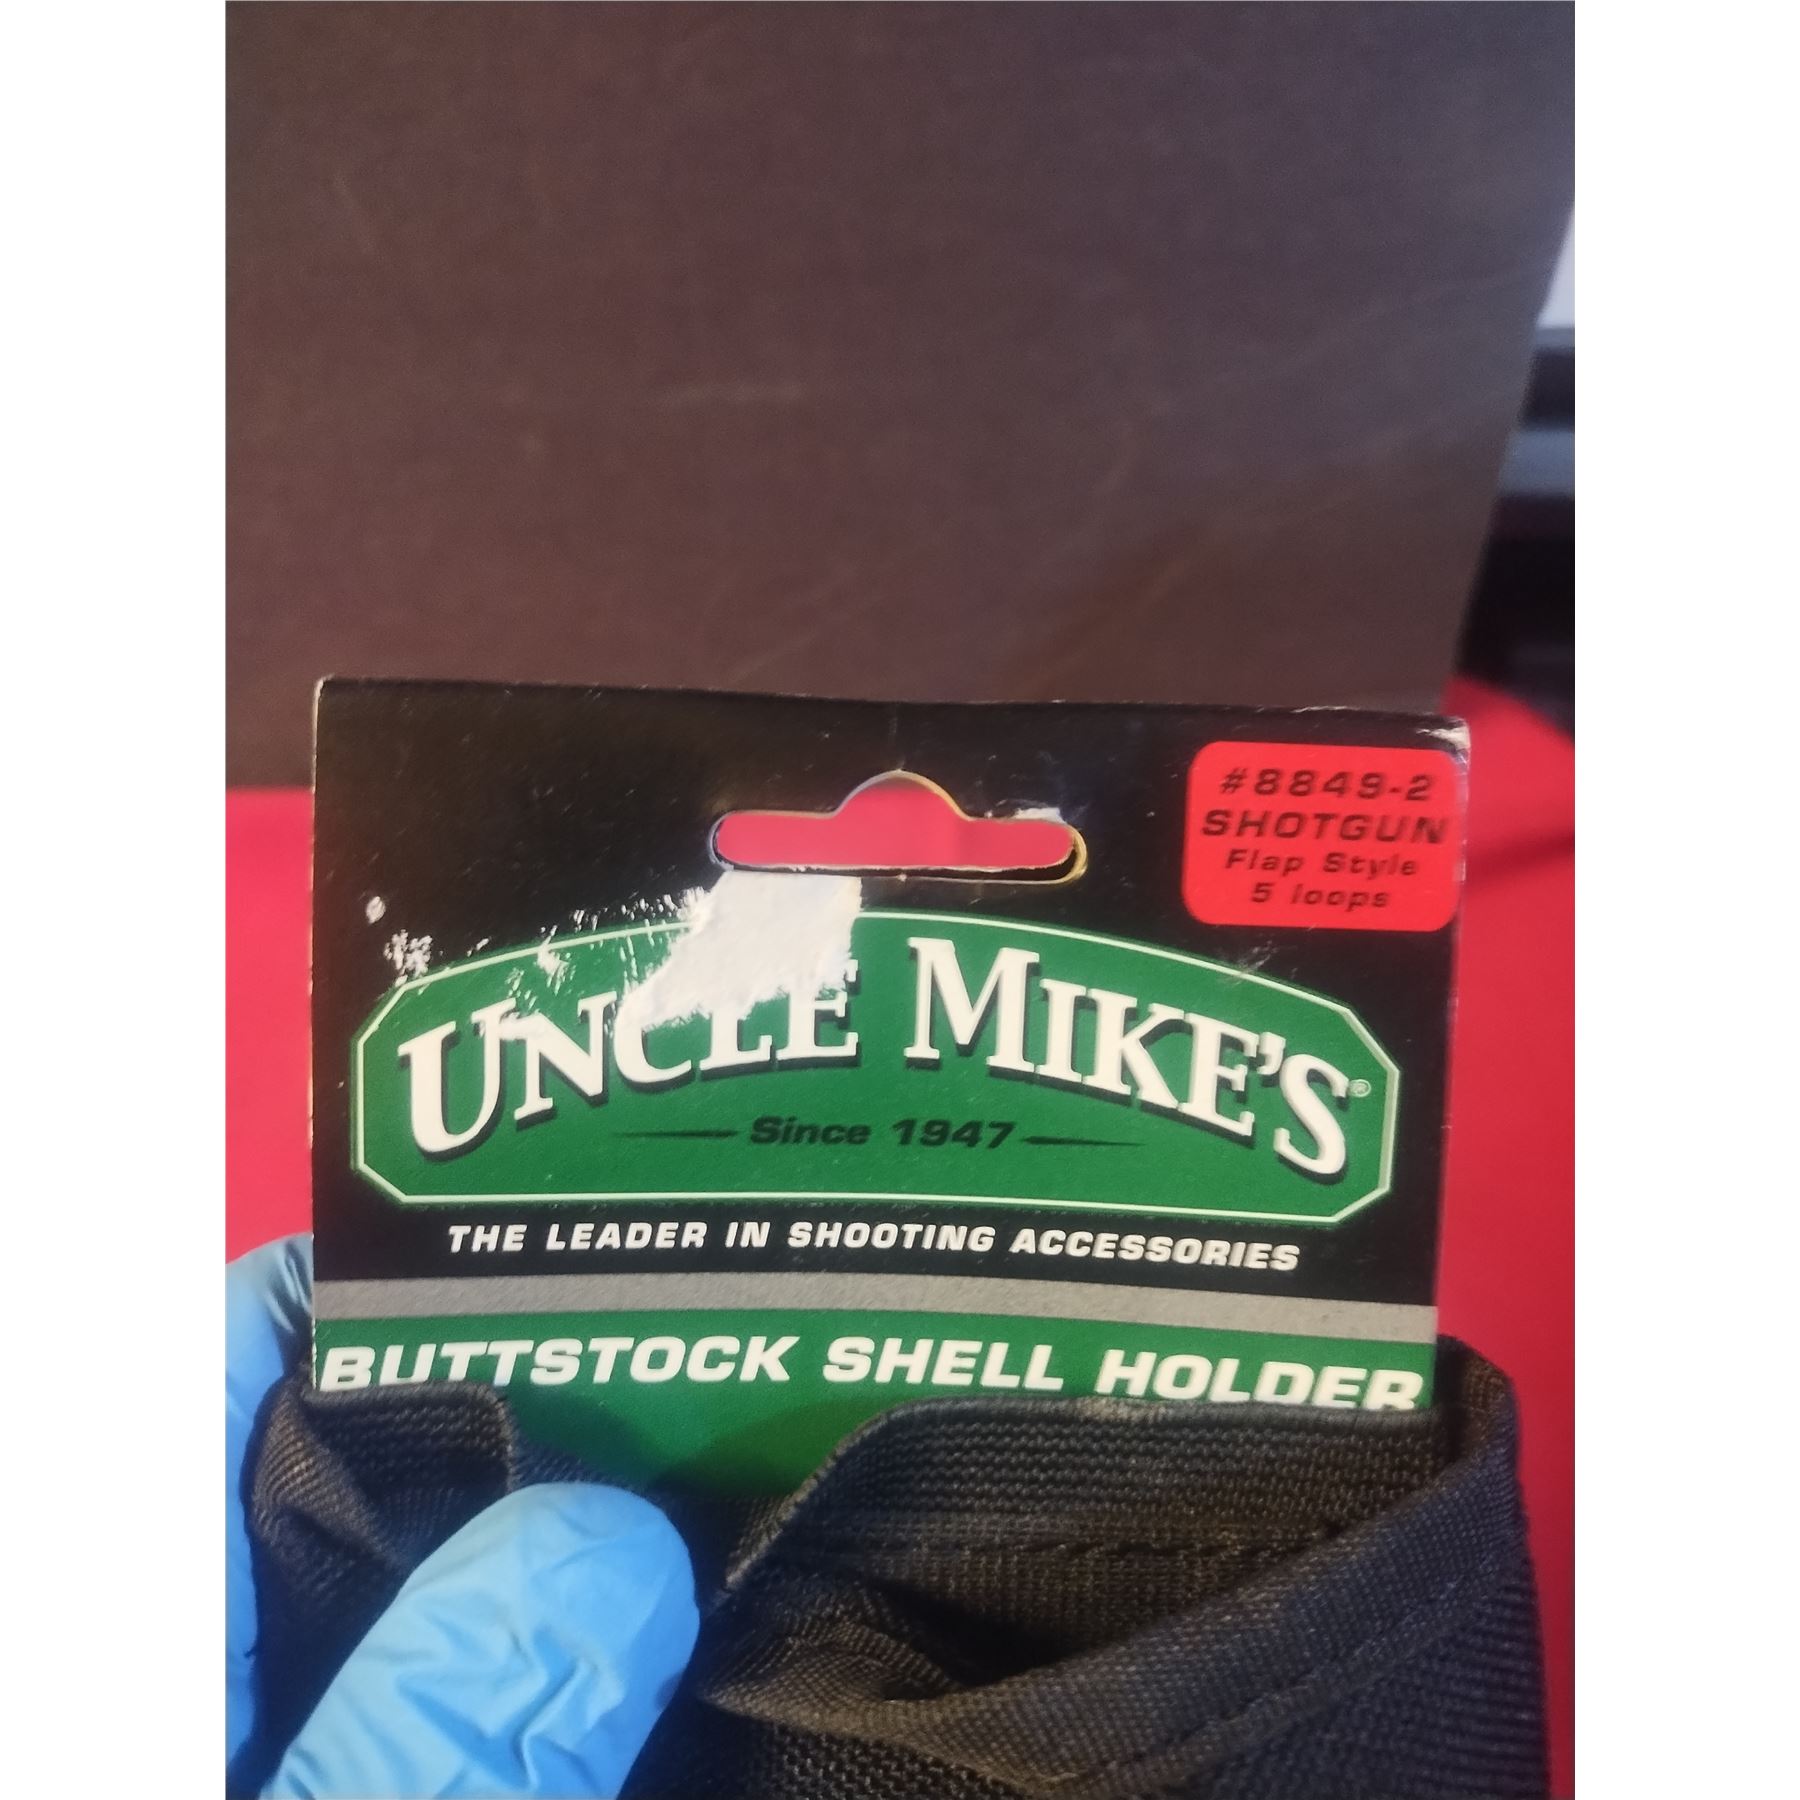 #8849-2
SHOTGUN
Flap Style
5 loops
UNCLE MIKE'S®
Since 1947
THE LEADER IN SHOOTING ACCESSORIES
BUTTSTOCK SHELL HOLDER